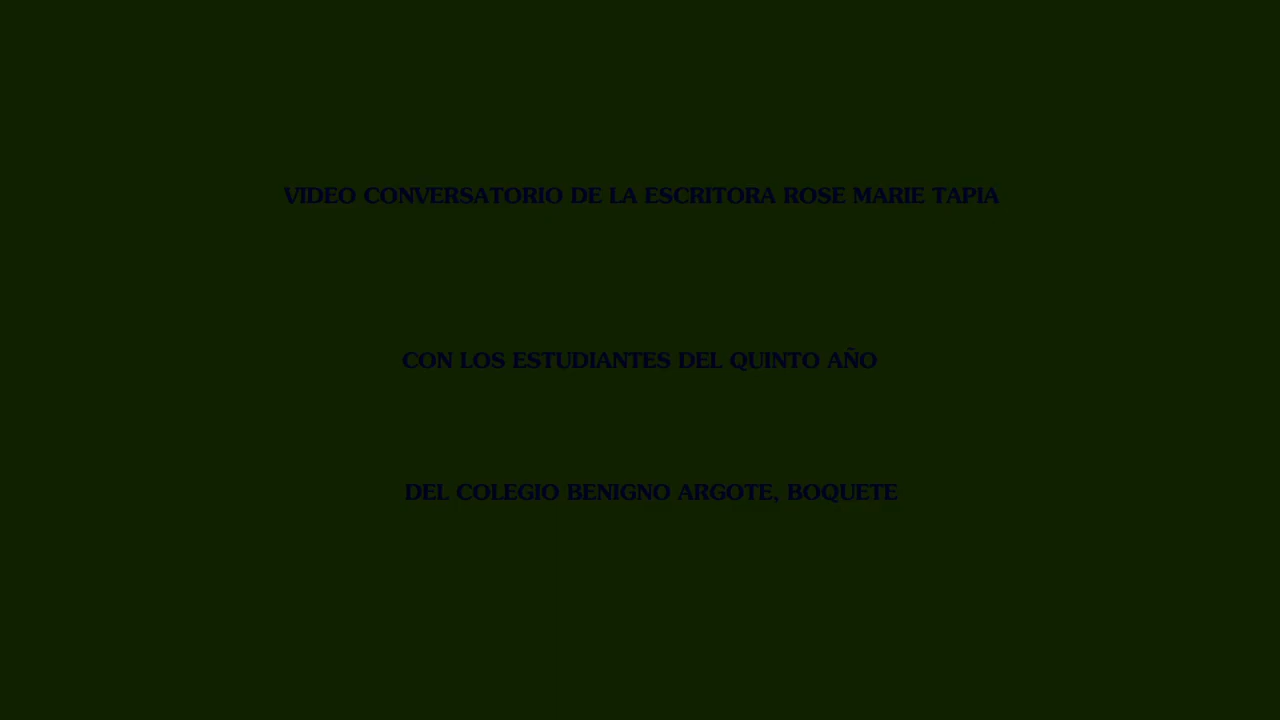 VIDEO CONVERSATORIO DE LA ESCRITORA ROSE MARIE TAPIA
CON LOS ESTUDIANTES DEL QUINTO AÑO
DEL COLEGIO BENIGNO ARGOTE, BOQUETE